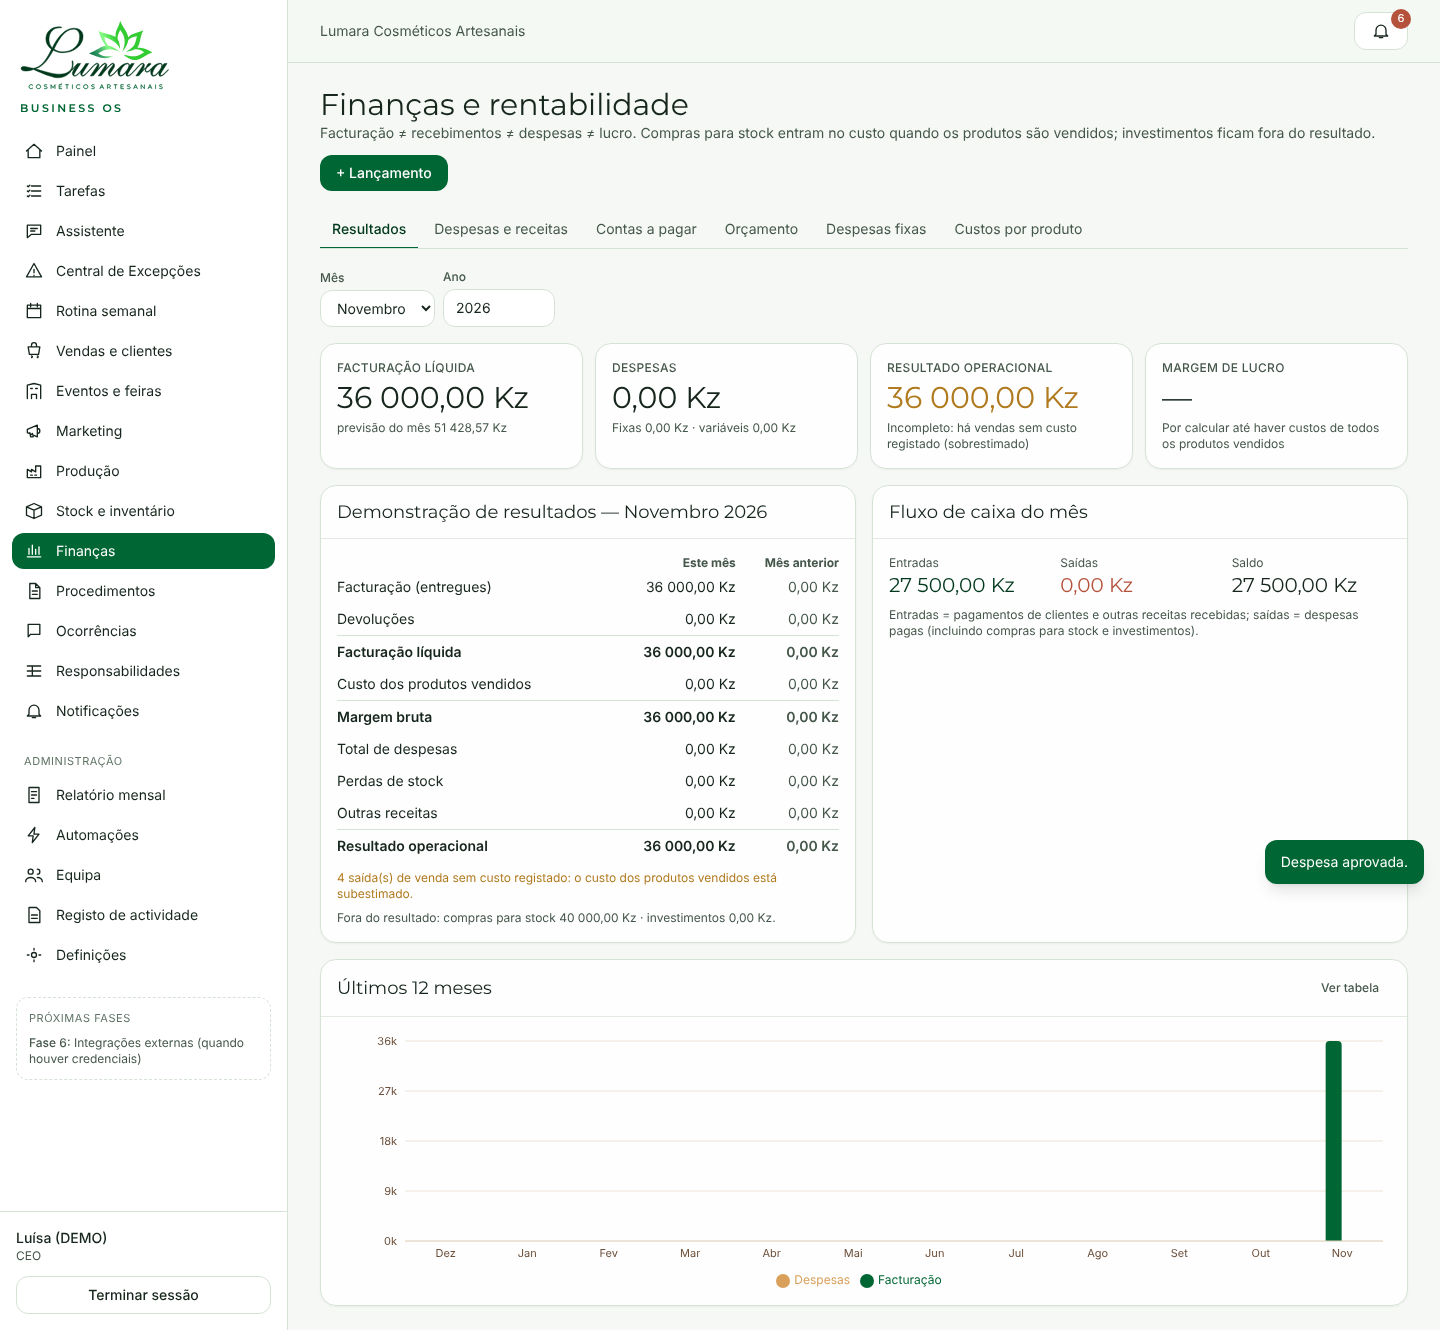 Lumara
COSMÉTICOS ARTESANAIS
BUSINESS OS
Painel
Tarefas
Assistente
Central de Excepções
Rotina semanal
Vendas e clientes
Eventos e feiras
Marketing
Produção
Stock e inventário
Finanças
Procedimentos
Ocorrências
Responsabilidades
Notificações
ADMINISTRAÇÃO
Relatório mensal
Automações
Equipa
Registo de actividade
Definições
PRÓXIMAS FASES
Fase 6: Integrações externas (quando
houver credenciais)
Luísa (DEMO)
CEO
Terminar sessão
Lumara Cosméticos Artesanais
6
Finanças e rentabilidade
Facturação ≠ recebimentos ≠ despesas ≠ lucro. Compras para stock entram no custo quando os produtos são vendidos; investimentos ficam fora do resultado.
+ Lançamento
Resultados Despesas e receitas Contas a pagar Orçamento Despesas fixas Custos por produto
Mês Ano
Novembro 2026
FACTURAÇÃO LÍQUIDA
36 000,00 Kz
previsão do mês 51 428,57 Kz
DESPESAS
0,00 Kz
Fixas 0,00 Kz · variáveis 0,00 Kz
RESULTADO OPERACIONAL
36 000,00 Kz
Incompleto: há vendas sem custo
registado (sobrestimado)
MARGEM DE LUCRO
—
Por calcular até haver custos de todos
os produtos vendidos
Demonstração de resultados — Novembro 2026
Este mês Mês anterior
Facturação (entregues) 36 000,00 Kz 0,00 Kz
Devoluções 0,00 Kz 0,00 Kz
Facturação líquida 36 000,00 Kz 0,00 Kz
Custo dos produtos vendidos 0,00 Kz 0,00 Kz
Margem bruta 36 000,00 Kz 0,00 Kz
Total de despesas 0,00 Kz 0,00 Kz
Perdas de stock 0,00 Kz 0,00 Kz
Outras receitas 0,00 Kz 0,00 Kz
Resultado operacional 36 000,00 Kz 0,00 Kz
4 saída(s) de venda sem custo registado: o custo dos produtos vendidos está
subestimado.
Fora do resultado: compras para stock 40 000,00 Kz · investimentos 0,00 Kz.
Fluxo de caixa do mês
Entradas Saídas Saldo
27 500,00 Kz 0,00 Kz 27 500,00 Kz
Entradas = pagamentos de clientes e outras receitas recebidas; saídas = despesas
pagas (incluindo compras para stock e investimentos).
Despesa aprovada.
Últimos 12 meses
Ver tabela
36k
27k
18k
9k
0k
Dez Jan Fev Mar Abr Mai Jun Jul Ago Set Out Nov
Despesas Facturação